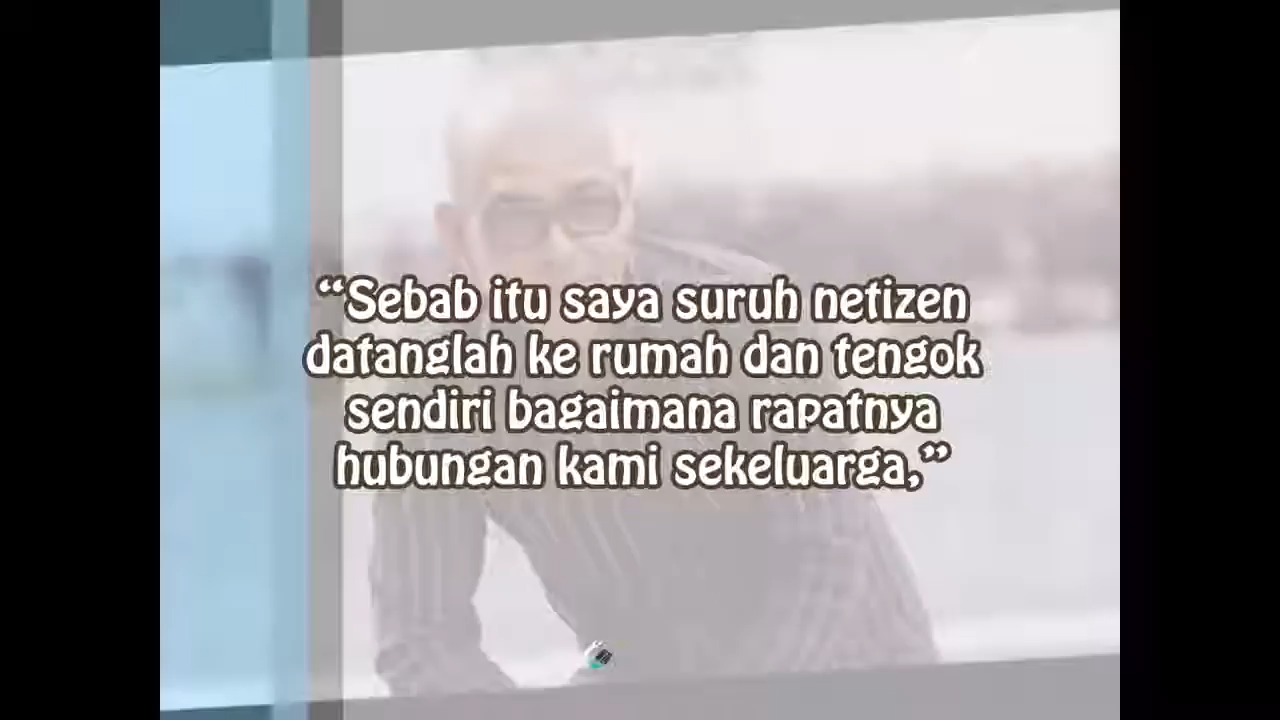 “Sebab itu saya suruh netizen
datanglah ke rumah dan tengok
sendiri bagaimana rapatnya
hubungan kami sekeluarga,”